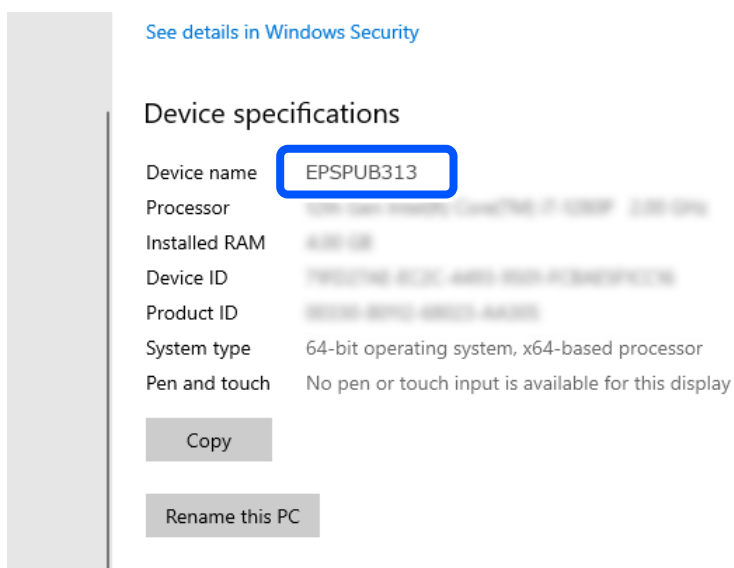 See details in Windows Security
Device specifications
Device name EPSPUB313
Processor
Installed RAM
Device ID
Product ID
System type 64-bit operating system, x64-based processor
Pen and touch No pen or touch input is available for this display
Copy
Rename this PC